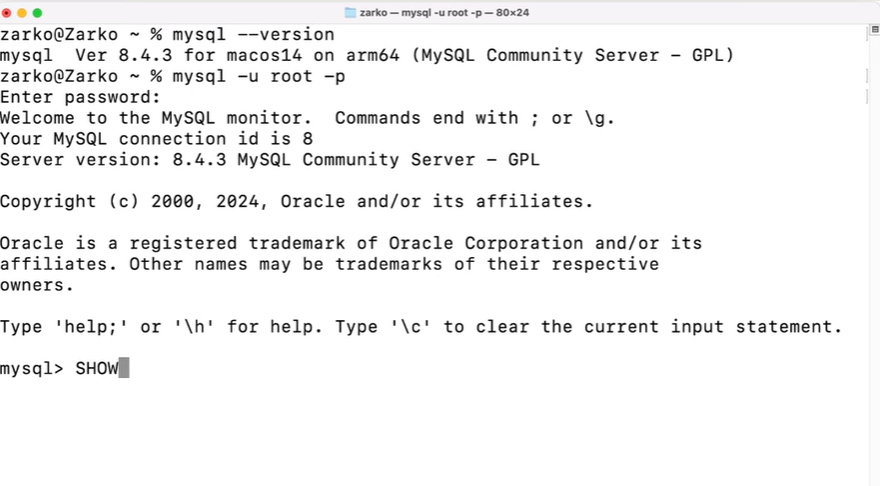 zarko — mysql -u root -p — 80×24
zarko@Zarko ~ % mysql --version
mysql  Ver 8.4.3 for macos14 on arm64 (MySQL Community Server - GPL)
zarko@Zarko ~ % mysql -u root -p
Enter password:
Welcome to the MySQL monitor.  Commands end with ; or \g.
Your MySQL connection id is 8
Server version: 8.4.3 MySQL Community Server - GPL
Copyright (c) 2000, 2024, Oracle and/or its affiliates.
Oracle is a registered trademark of Oracle Corporation and/or its
affiliates. Other names may be trademarks of their respective
owners.
Type 'help;' or '\h' for help. Type '\c' to clear the current input statement.
mysql> SHOW